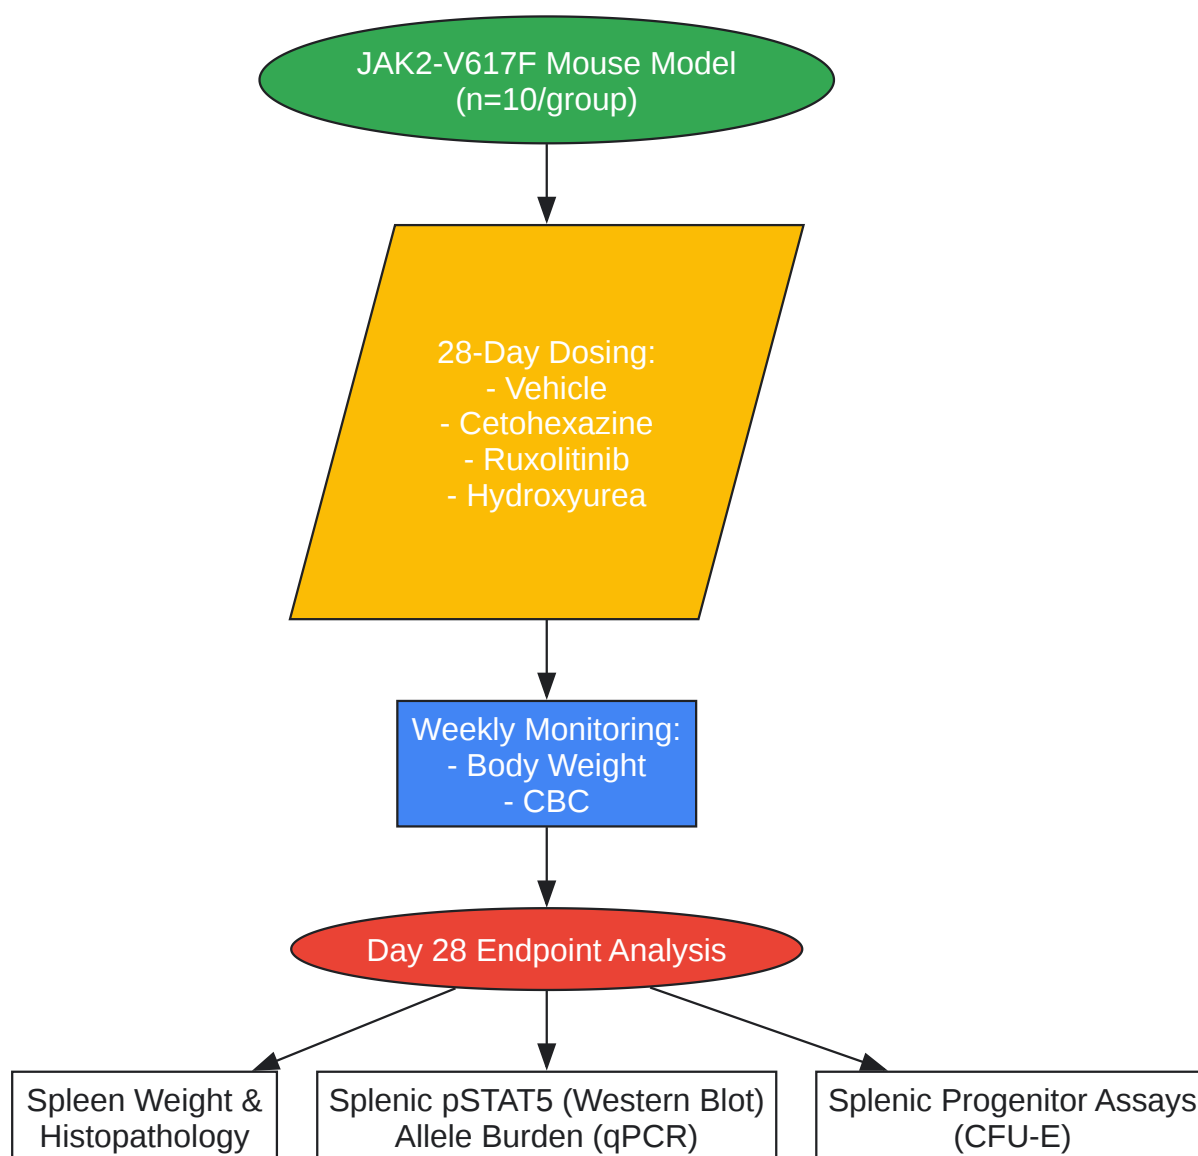 JAK2-V617F Mouse Model
(n=10/group)
28-Day Dosing:
- Vehicle
- Cetohexazine
- Ruxolitinib
- Hydroxyurea
Weekly Monitoring:
- Body Weight
- CBC
Day 28 Endpoint Analysis
Spleen Weight &
Histopathology
Splenic pSTAT5 (Western Blot)
Allele Burden (qPCR)
Splenic Progenitor Assays
(CFU-E)